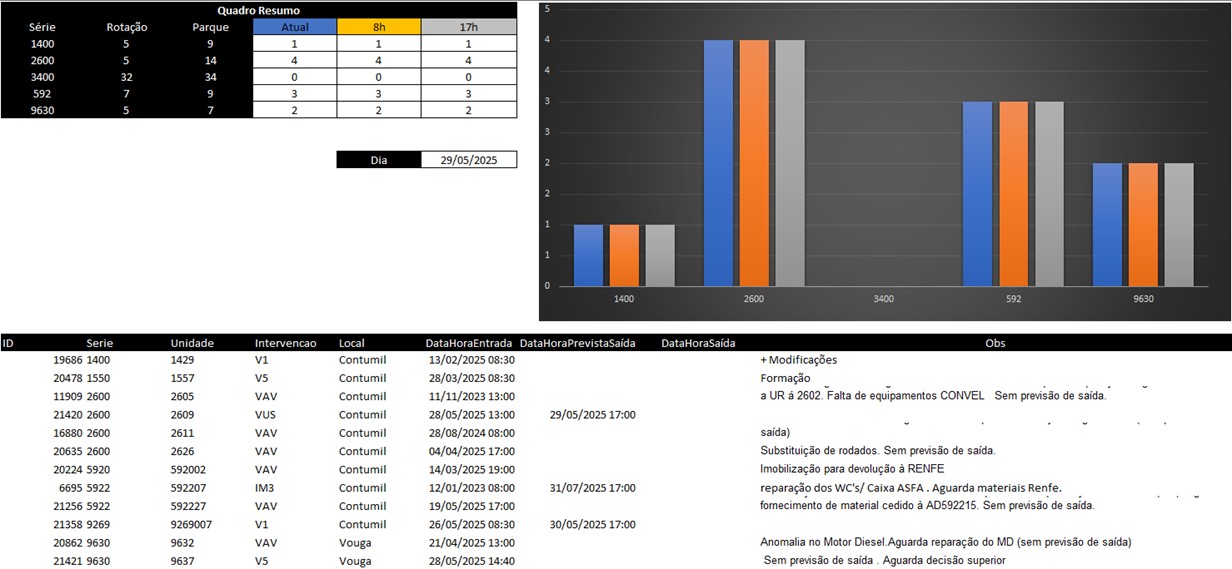 Quadro Resumo
Série Rotação Parque Atual 8h 17h
1400 5 9 1 1 1
2600 5 14 4 4 4
3400 32 34 0 0 0
592 7 9 3 3 3
9630 5 7 2 2 2
Dia 29/05/2025
5
4
4
3
3
2
2
1
1
0
1400 2600 3400 592 9630
ID Serie Unidade Intervencao Local DataHoraEntrada DataHoraPrevistaSaída DataHoraSaída Obs
19686 1400 1429 V1 Contumil 13/02/2025 08:30 + Modificações
20478 1550 1557 V5 Contumil 28/03/2025 08:30 Formação
11909 2600 2605 VAV Contumil 11/11/2023 13:00 a UR á 2602. Falta de equipamentos CONVEL Sem previsão de saída.
21420 2600 2609 VUS Contumil 28/05/2025 13:00 29/05/2025 17:00
16880 2600 2611 VAV Contumil 28/08/2024 08:00 saída)
20635 2600 2626 VAV Contumil 04/04/2025 17:00 Substituição de rodados. Sem previsão de saída.
20224 5920 592002 VAV Contumil 14/03/2025 19:00 Imobilização para devolução à RENFE
6695 5922 592207 IM3 Contumil 12/01/2023 08:00 31/07/2025 17:00 reparação dos WC's/ Caixa ASFA . Aguarda materiais Renfe.
21256 5922 592227 VAV Contumil 19/05/2025 17:00 fornecimento de material cedido à AD592215. Sem previsão de saída.
21358 9269 9269007 V1 Contumil 26/05/2025 08:30 30/05/2025 17:00
20862 9630 9632 VAV Vouga 21/04/2025 13:00 Anomalia no Motor Diesel.Aguarda reparação do MD (sem previsão de saída)
21421 9630 9637 V5 Vouga 28/05/2025 14:40 Sem previsão de saída . Aguarda decisão superior